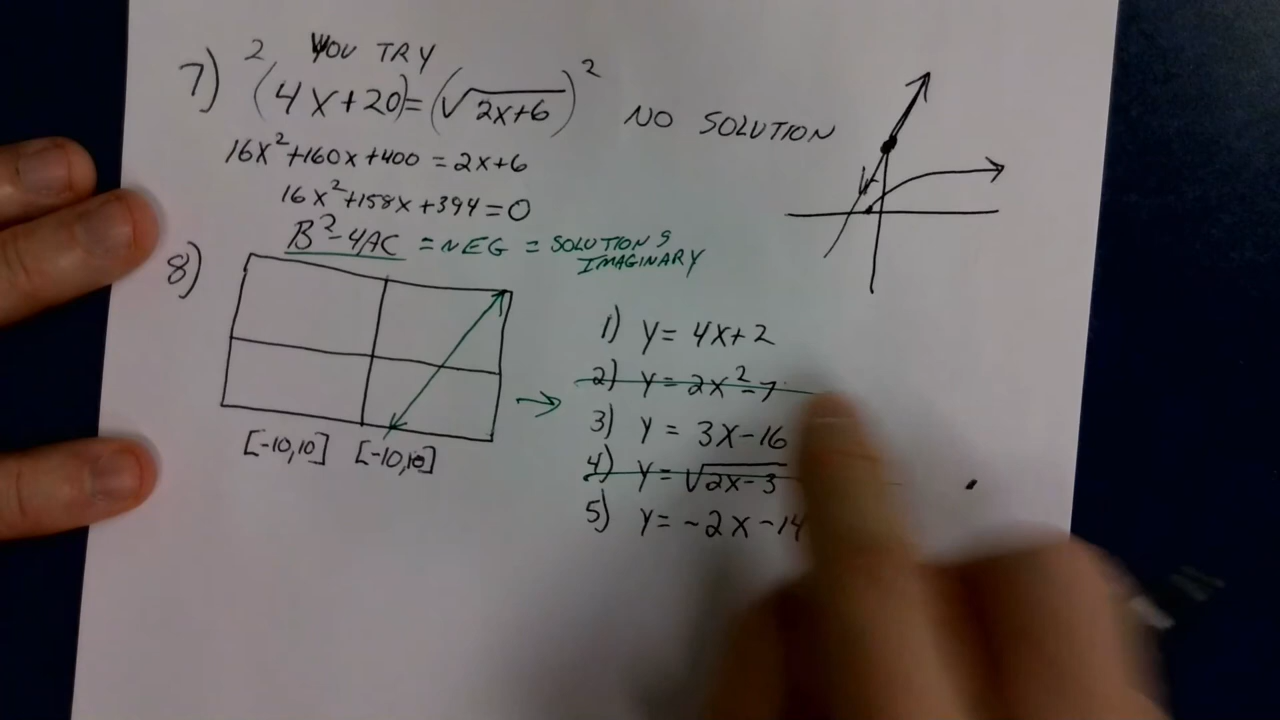 YOU TRY
7) ²(4X+20)=(√2x+6)² NO SOLUTION
16X²+160X+400 = 2X+6
16X²+158X+394=0
B²-4AC = NEG = SOLUTIONS IMAGINARY
8)
[-10,10] [-10,10]
1) y = 4X+2
2) y = 2X²-7
3) y = 3X-16
4) y = √2X-3
5) y = -2X-14